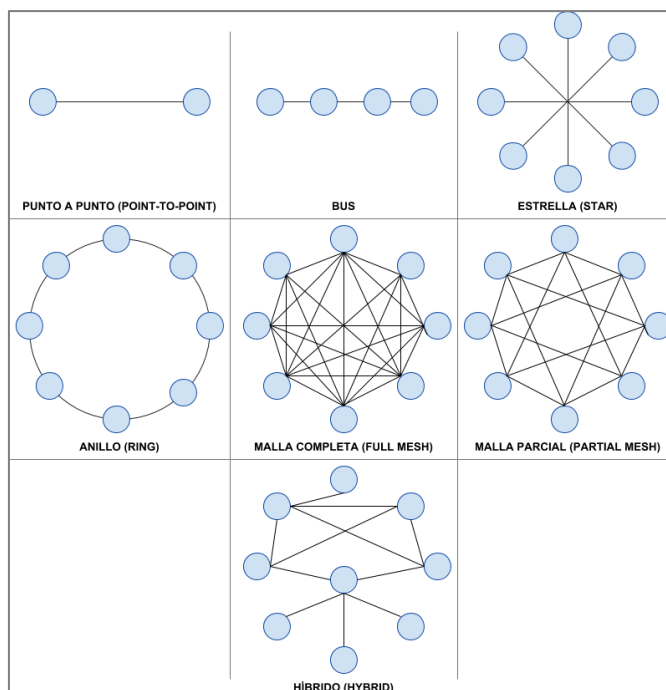 PUNTO A PUNTO (POINT-TO-POINT)
BUS
ESTRELLA (STAR)
ANILLO (RING)
MALLA COMPLETA (FULL MESH)
MALLA PARCIAL (PARTIAL MESH)
HÍBRIDO (HYBRID)